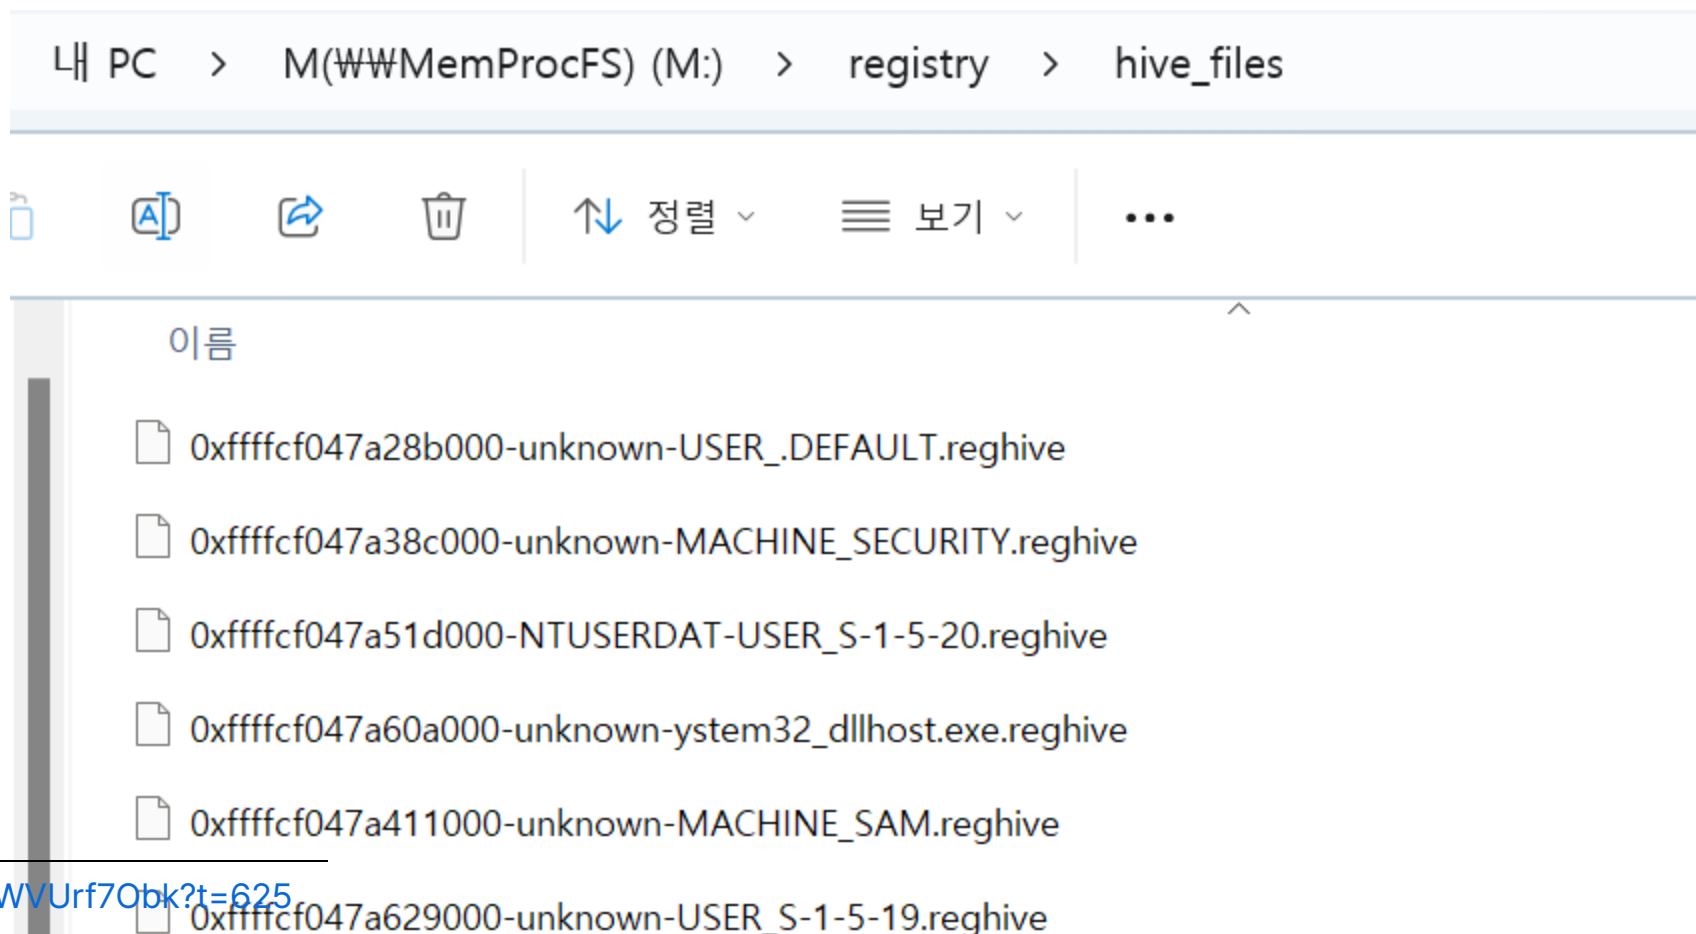 내 PC > M(₩₩MemProcFS) (M:) > registry > hive_files
정렬 보기
이름
0xffffcf047a28b000-unknown-USER_.DEFAULT.reghive
0xffffcf047a38c000-unknown-MACHINE_SECURITY.reghive
0xffffcf047a51d000-NTUSERDAT-USER_S-1-5-20.reghive
0xffffcf047a60a000-unknown-ystem32_dllhost.exe.reghive
0xffffcf047a411000-unknown-MACHINE_SAM.reghive
WVUrf7Obk?t=625
0xffffcf047a629000-unknown-USER_S-1-5-19.reghive